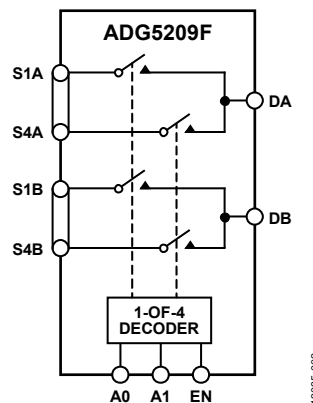 ADG5209F
S1A
DA
S4A
S1B
DB
S4B
1-OF-4
DECODER
A0 A1 EN